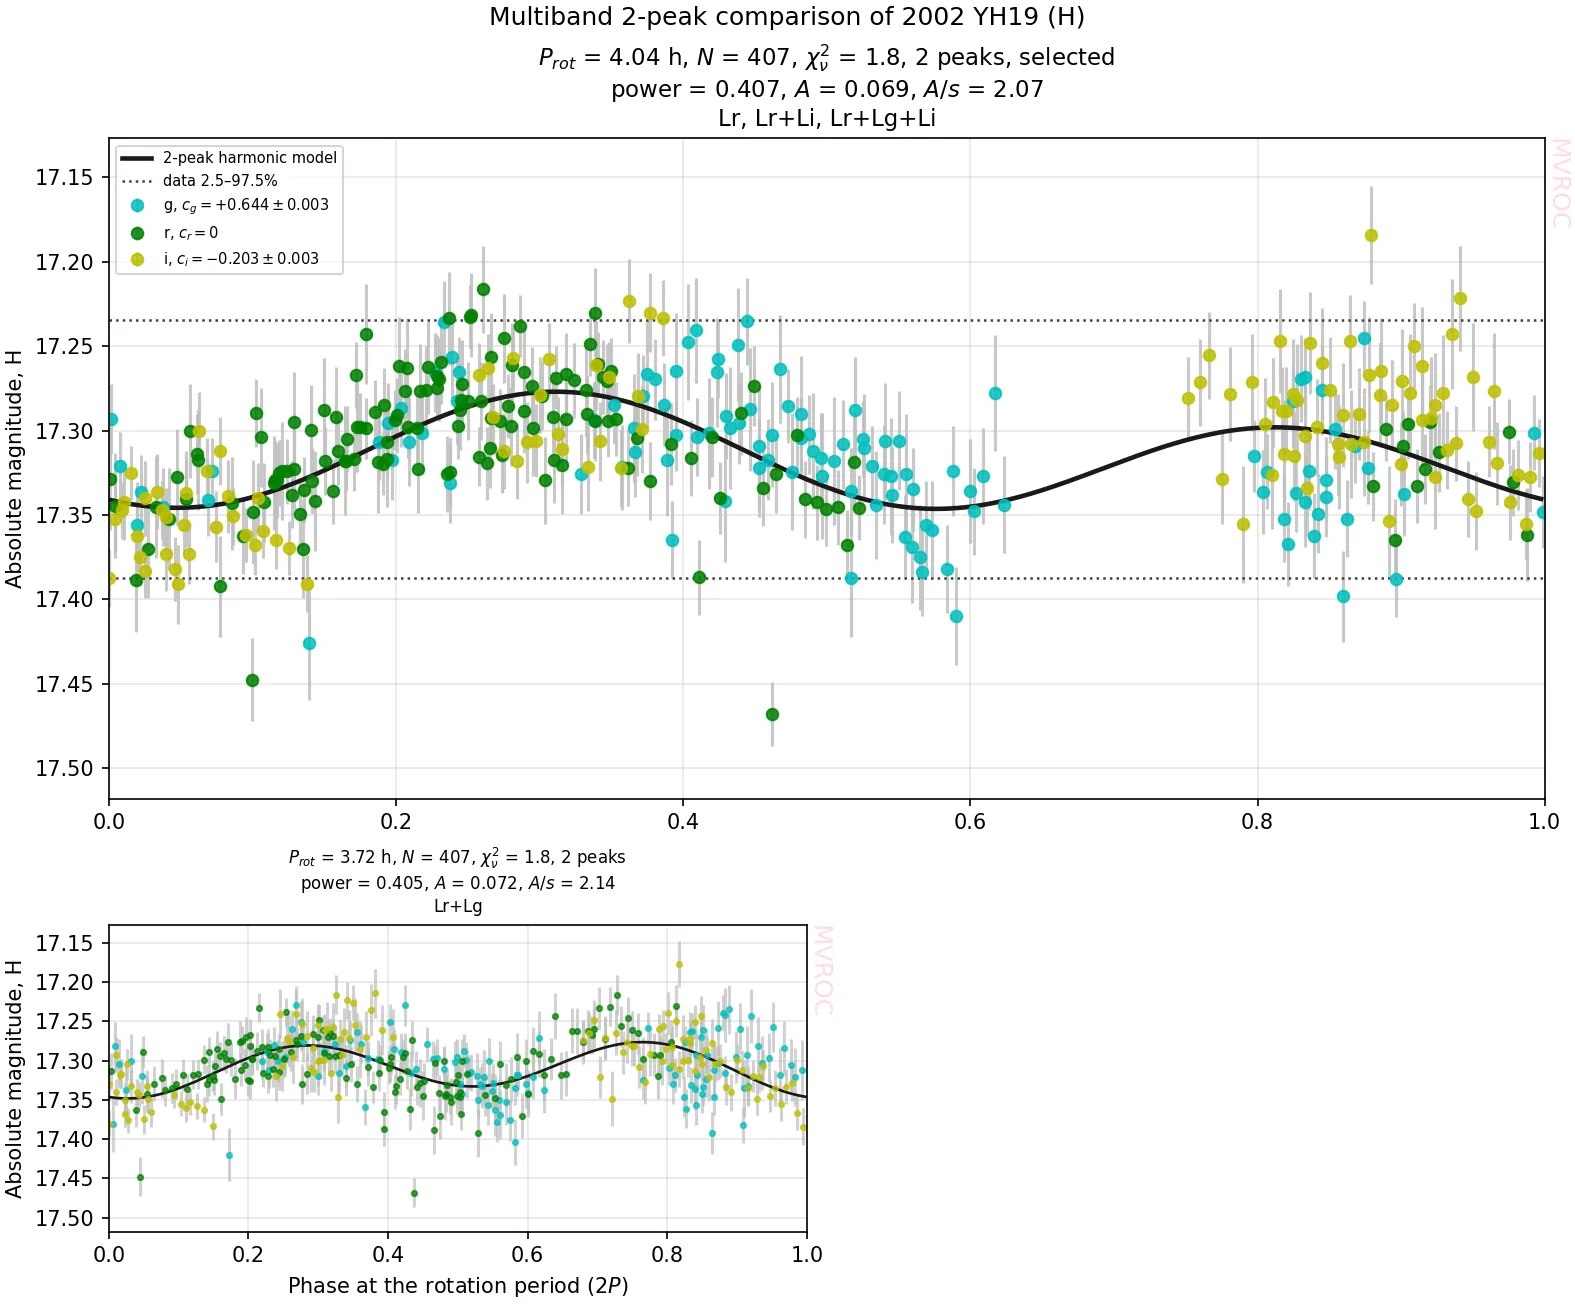 Multiband 2-peak comparison of 2002 YH19 (H)
P_rot = 4.04 h, N = 407, χ²_ν = 1.8, 2 peaks, selected
power = 0.407, A = 0.069, A/s = 2.07
Lr, Lr+Li, Lr+Lg+Li
2-peak harmonic model
data 2.5–97.5%
g, c_g = +0.644 ± 0.003
r, c_r = 0
i, c_i = −0.203 ± 0.003
MVROC
Absolute magnitude, H
17.15
17.20
17.25
17.30
17.35
17.40
17.45
17.50
0.0 0.2 0.4 0.6 0.8 1.0
P_rot = 3.72 h, N = 407, χ²_ν = 1.8, 2 peaks
power = 0.405, A = 0.072, A/s = 2.14
Lr+Lg
MVROC
Absolute magnitude, H
17.15
17.20
17.25
17.30
17.35
17.40
17.45
17.50
0.0 0.2 0.4 0.6 0.8 1.0
Phase at the rotation period (2P)